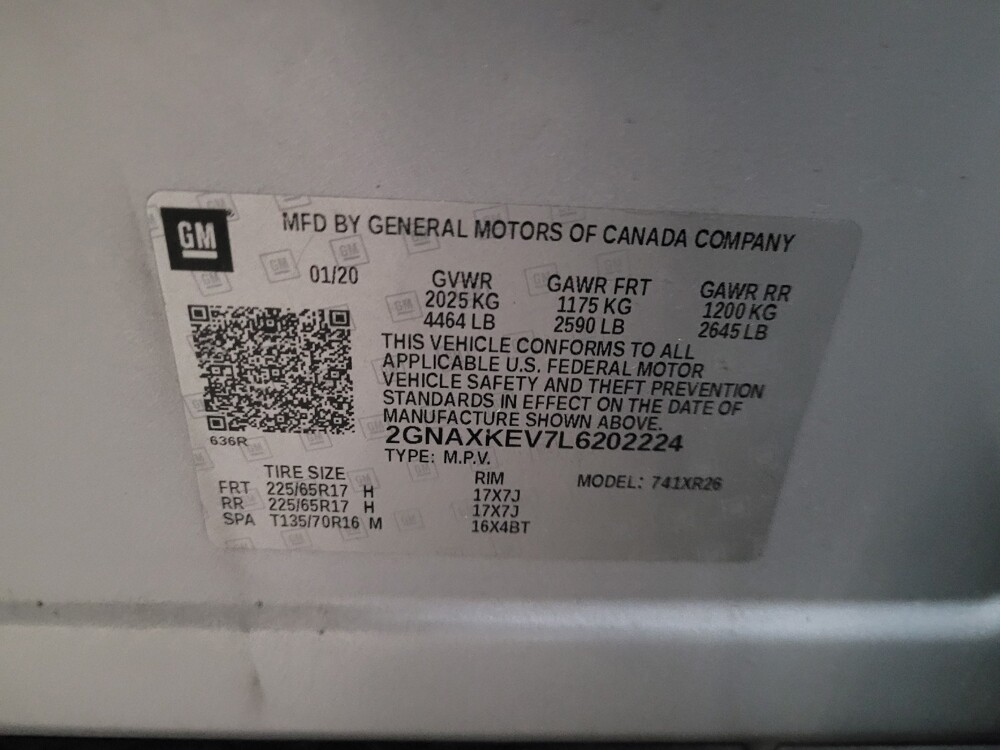 GM
MFD BY GENERAL MOTORS OF CANADA COMPANY
01/20
GVWR GAWR FRT GAWR RR
2025 KG 1175 KG 1200 KG
4464 LB 2590 LB 2645 LB
THIS VEHICLE CONFORMS TO ALL
APPLICABLE U.S. FEDERAL MOTOR
VEHICLE SAFETY AND THEFT PREVENTION
STANDARDS IN EFFECT ON THE DATE OF
MANUFACTURE SHOWN ABOVE.
636R
2GNAXKEV7L6202224
TYPE: M.P.V.
TIRE SIZE RIM MODEL: 741XR26
FRT 225/65R17 H 17X7J
RR 225/65R17 H 17X7J
SPA T135/70R16 M 16X4BT